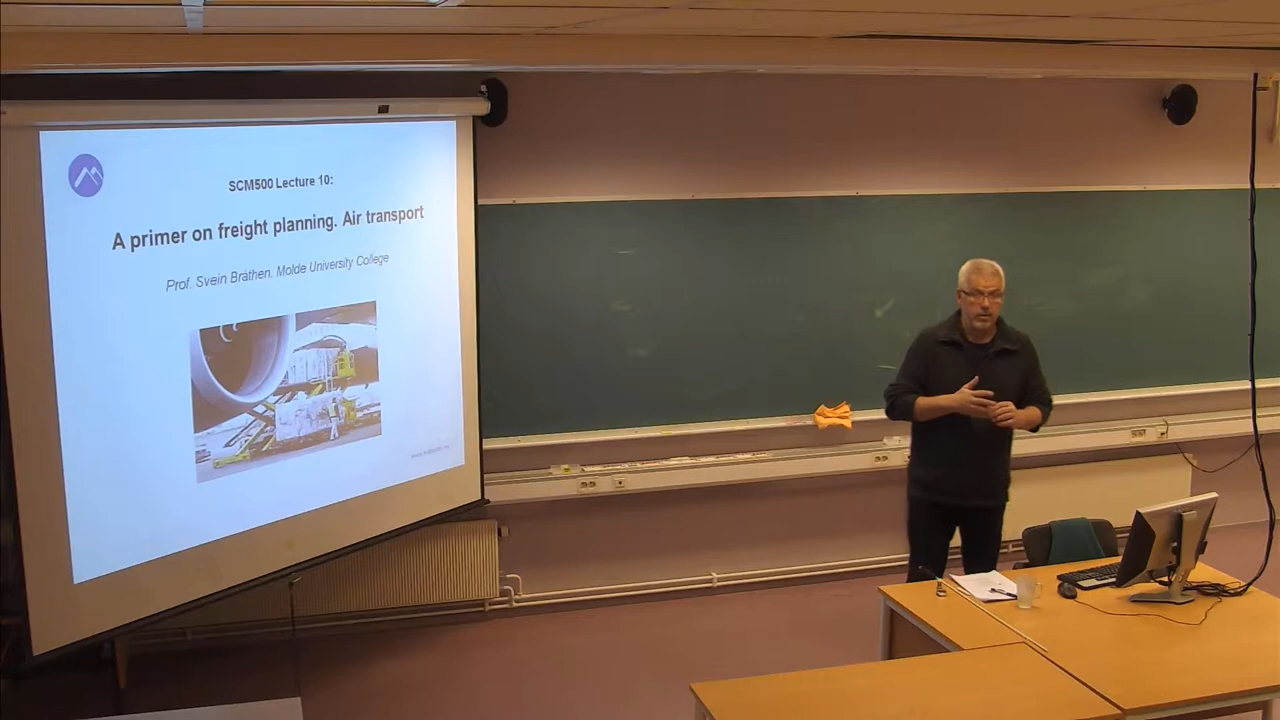 SCM500 Lecture 10:
A primer on freight planning. Air transport
Prof. Svein Bråthen, Molde University College